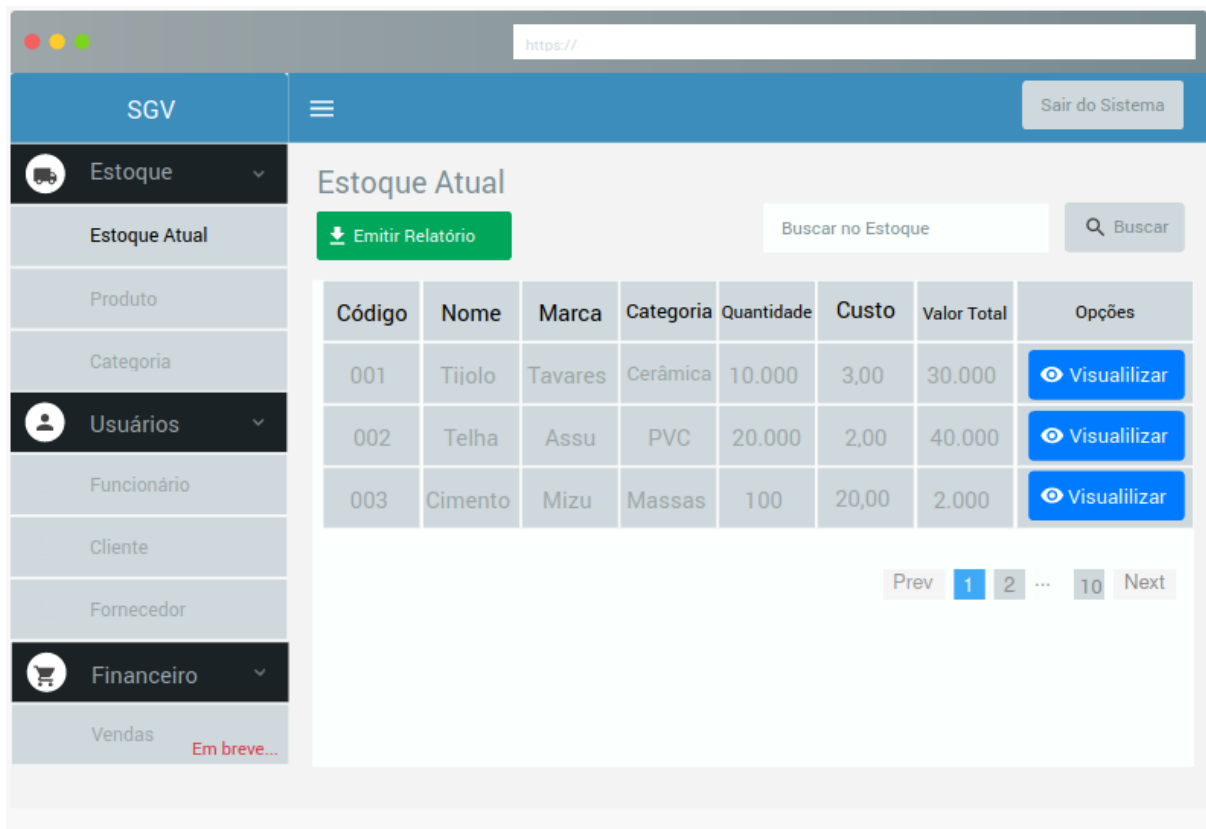 https://
SGV
Sair do Sistema
Estoque
Estoque Atual
Produto
Categoria
Usuários
Funcionário
Cliente
Fornecedor
Financeiro
Vendas
Em breve...
Estoque Atual
Emitir Relatório
Buscar no Estoque
Buscar
Código Nome Marca Categoria Quantidade Custo Valor Total Opções
001 Tijolo Tavares Cerâmica 10.000 3,00 30.000 Visualilizar
002 Telha Assu PVC 20.000 2,00 40.000 Visualilizar
003 Cimento Mizu Massas 100 20,00 2.000 Visualilizar
Prev 1 2 ... 10 Next